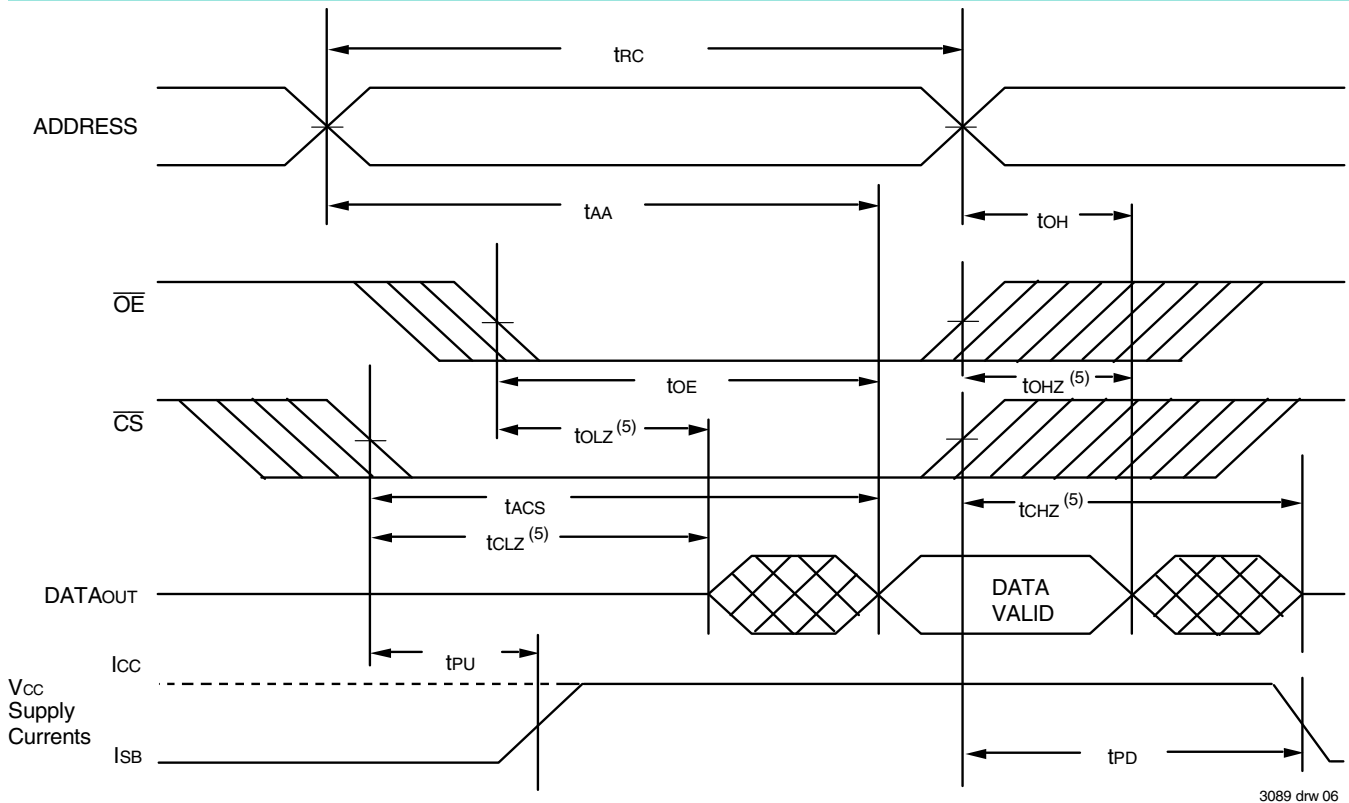 tRC
ADDRESS
tAA
tOH
OE
tOE
tOHZ (5)
CS
tOLZ (5)
tACS
tCHZ (5)
tCLZ (5)
DATAOUT
DATA
VALID
ICC
tPU
VCC
Supply
Currents
ISB
tPD
3089 drw 06